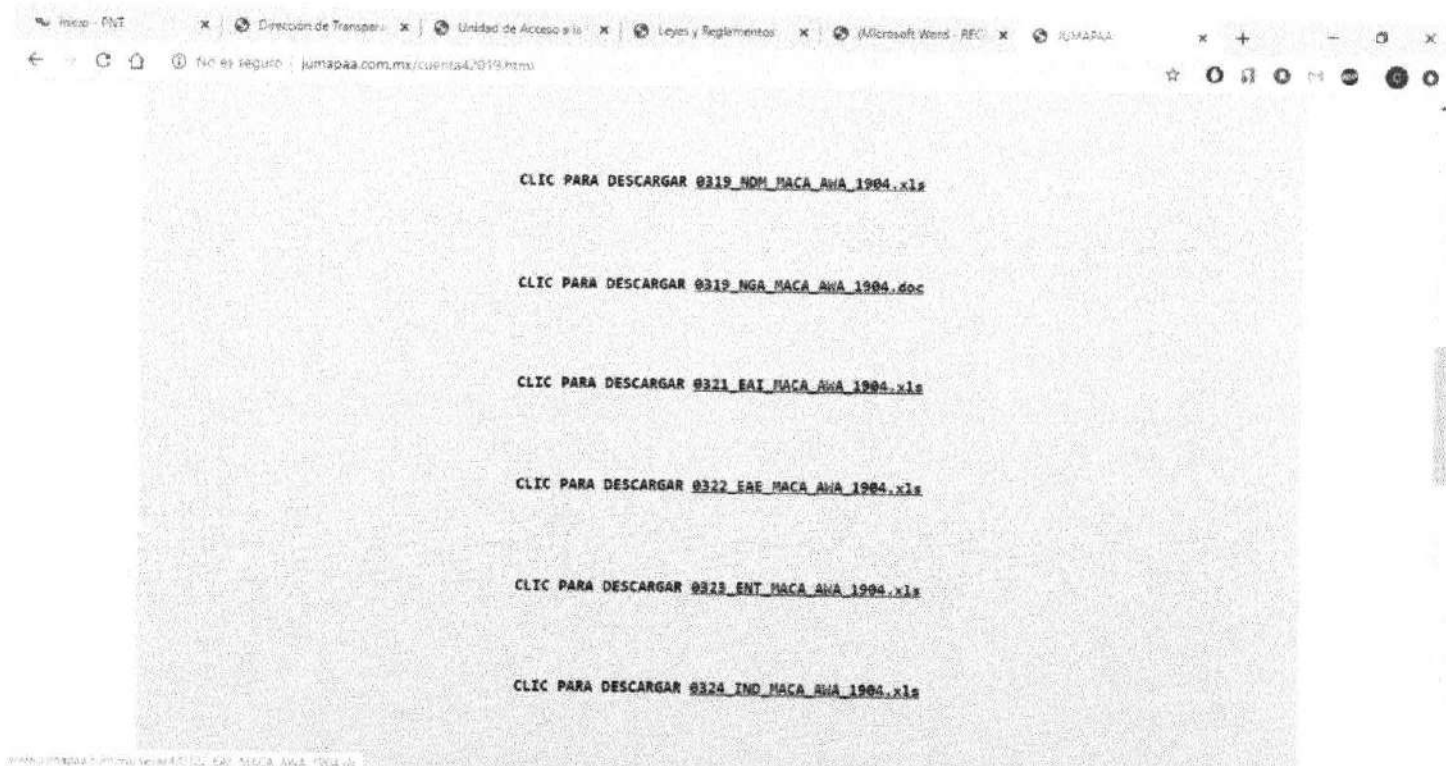 Inicio - PNT
Dirección de Transpare
Unidad de Acceso a la
Leyes y Reglamentos
(Microsoft Word - REC
JUMAPAA
No es seguro jumapaa.com.mx/cuenta42019.html
CLIC PARA DESCARGAR 0319_NDM_MACA_AWA_1904.xls
CLIC PARA DESCARGAR 0319_NGA_MACA_AWA_1904.doc
CLIC PARA DESCARGAR 0321_EAI_MACA_AWA_1904.xls
CLIC PARA DESCARGAR 0322_EAE_MACA_AWA_1904.xls
CLIC PARA DESCARGAR 0323_ENT_MACA_AWA_1904.xls
CLIC PARA DESCARGAR 0324_IND_MACA_AWA_1904.xls